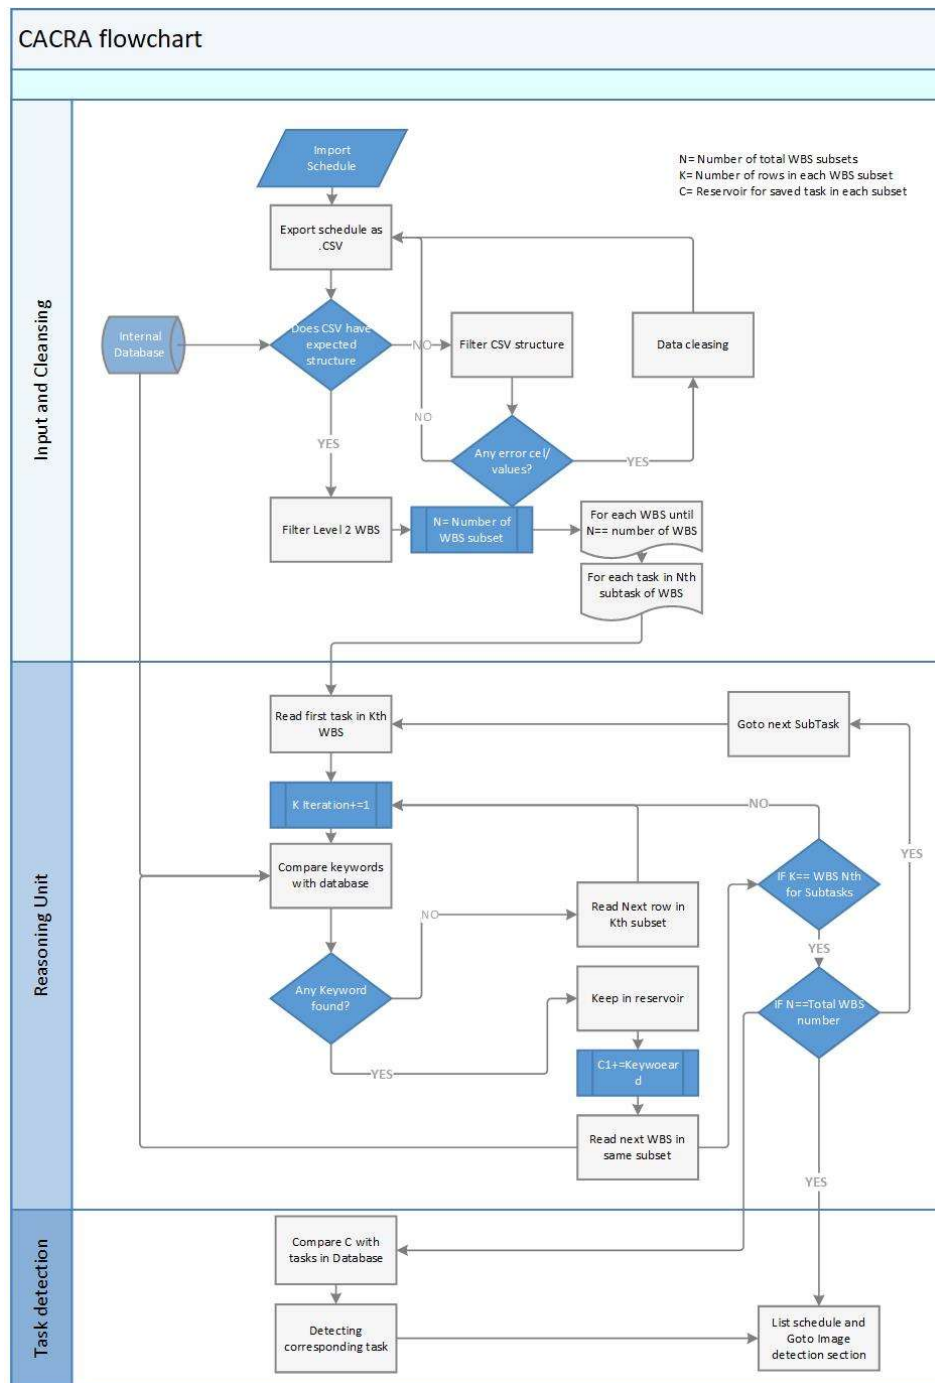 CACRA flowchart
Input and Cleansing
Import
Schedule
N= Number of total WBS subsets
K= Number of rows in each WBS subset
C= Reservoir for saved task in each subset
Export schedule as
.CSV
Internal
Database
Does CSV have
expected
structure
NO
Filter CSV structure
Data cleasing
NO
YES
Any error cel/
values?
YES
Filter Level 2 WBS
N= Number of
WBS subset
For each WBS until
N== number of WBS
For each task in Nth
subtask of WBS
Reasoning Unit
Read first task in Kth
WBS
Goto next SubTask
K Iteration+=1
NO
Compare keywords
with database
YES
IF K== WBS Nth
for Subtasks
Read Next row in
Kth subset
NO
YES
Any Keyword
found?
Keep in reservoir
IF N==Total WBS
number
YES
C1+=Keywoear
d
Read next WBS in
same subset
YES
Task detection
Compare C with
tasks in Database
Detecting
corresponding task
List schedule and
Goto Image
detection section